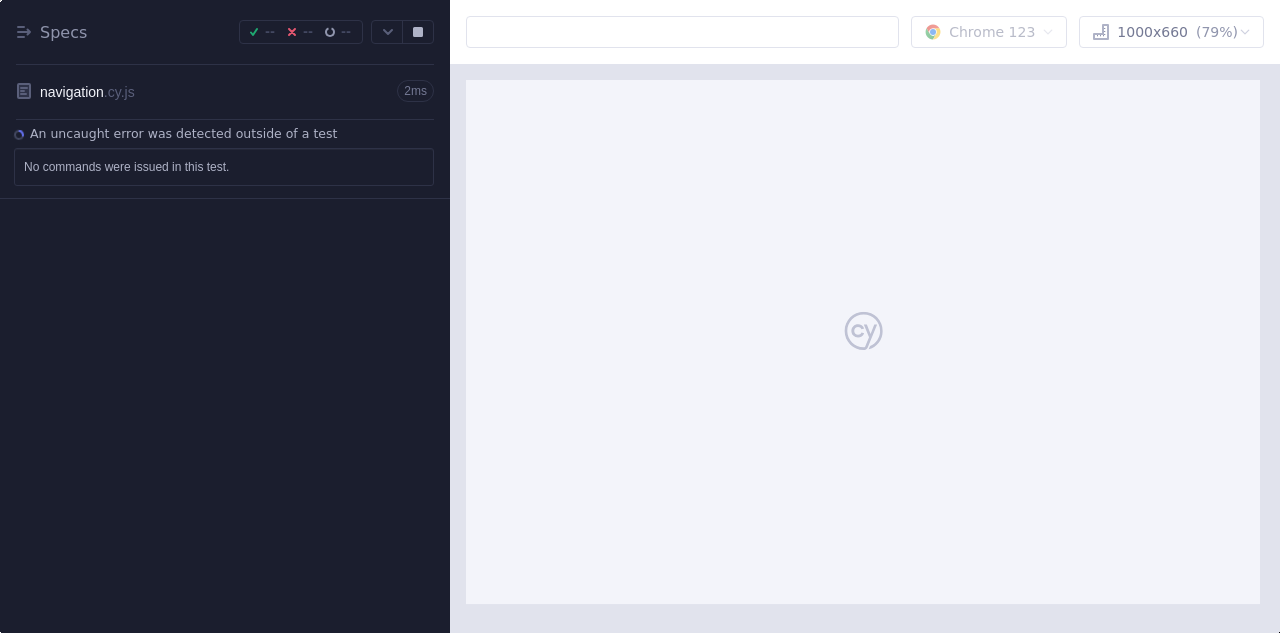 Specs
--
--
--
navigation.cy.js
2ms
An uncaught error was detected outside of a test
No commands were issued in this test.
Chrome 123
1000x660 (79%)
cy